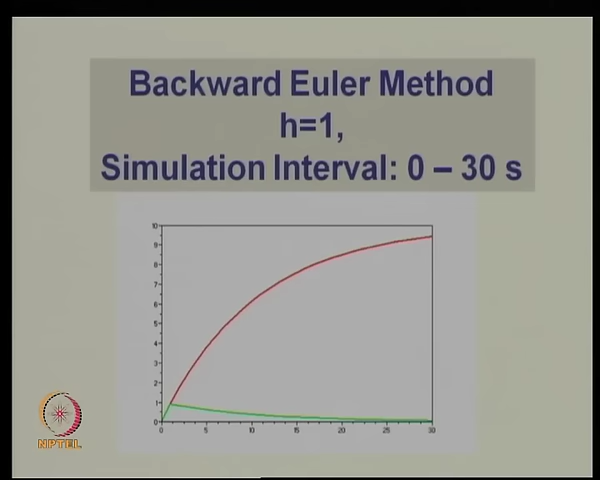 Backward Euler Method
h=1,
Simulation Interval: 0 – 30 s
10
9
8
7
6
5
4
3
2
1
0
0 5 10 15 20 25 30
NPTEL